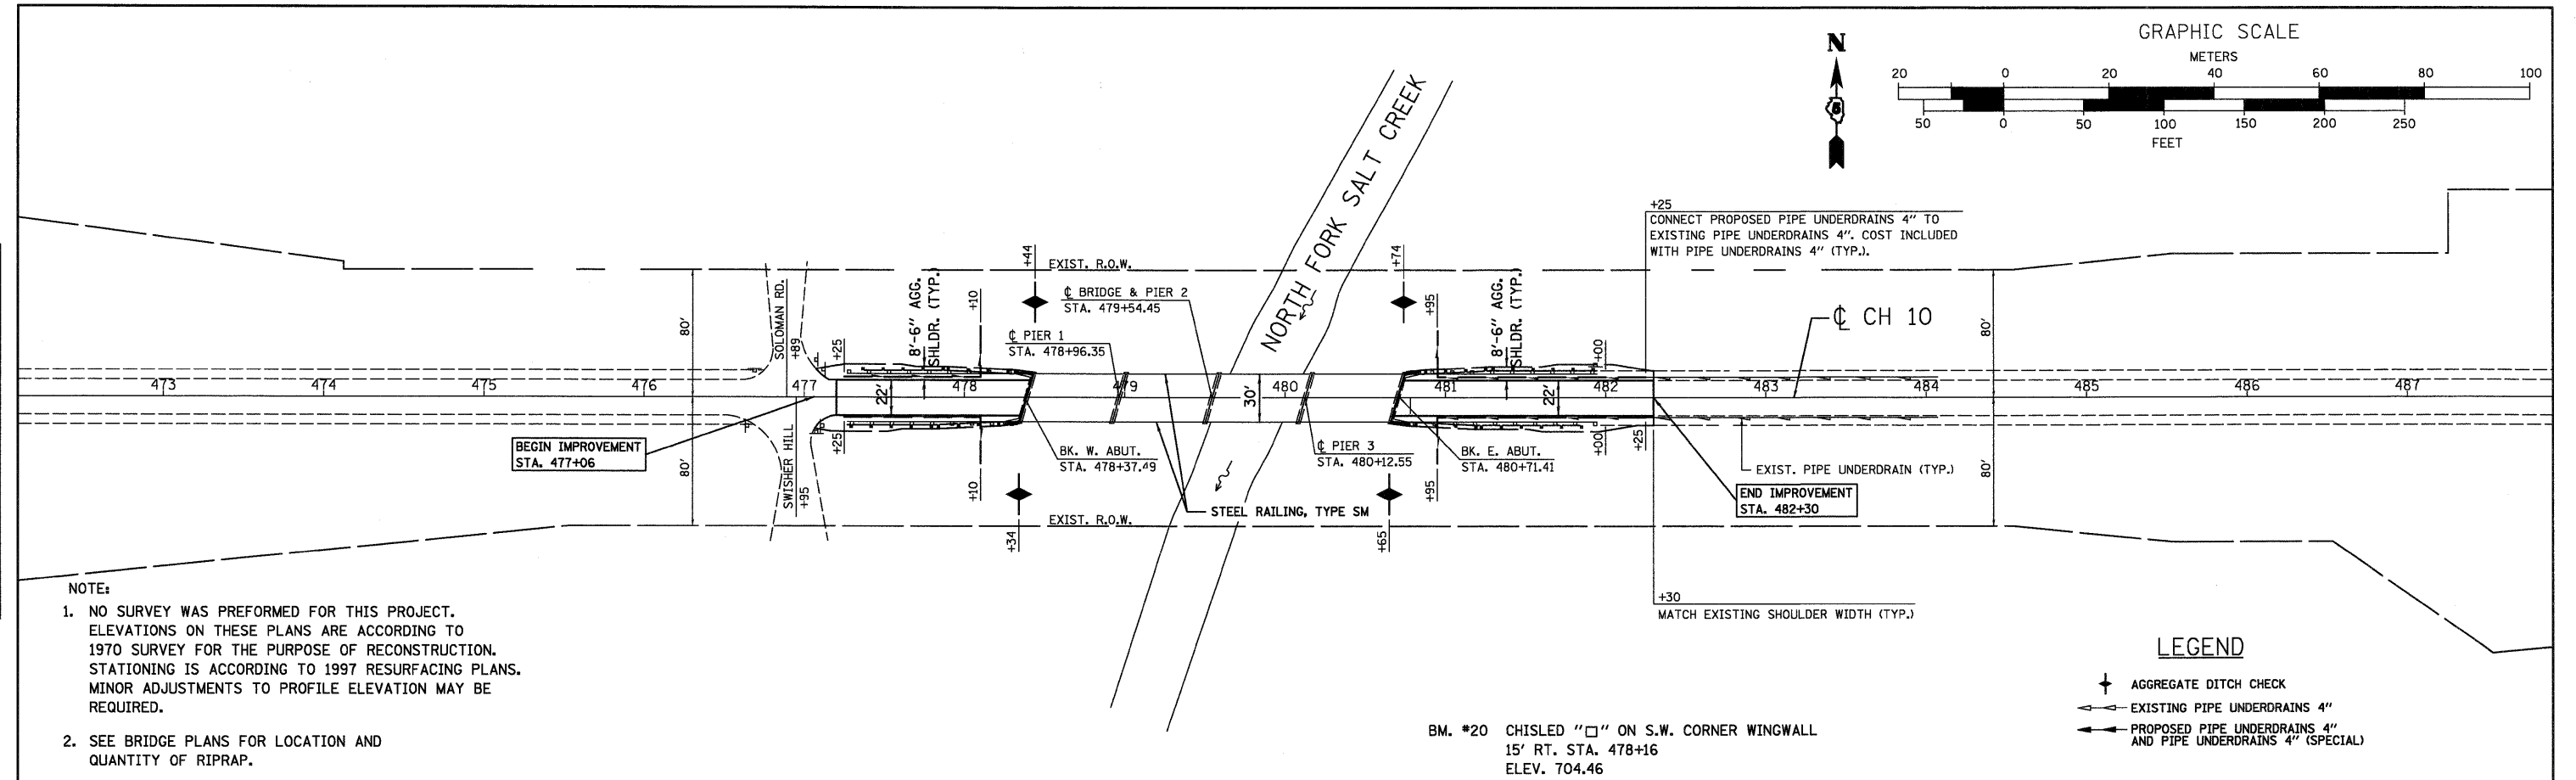 GRAPHIC SCALE
METERS
20 0 20 40 60 80 100
50 0 50 100 150 200 250
FEET
N
5
NORTH FORK SALT CREEK
+25
CONNECT PROPOSED PIPE UNDERDRAINS 4" TO
EXISTING PIPE UNDERDRAINS 4". COST INCLUDED
WITH PIPE UNDERDRAINS 4" (TYP.).
+44
EXIST. R.O.W.
+74
℄ BRIDGE & PIER 2
STA. 479+54.45
℄ PIER 1
STA. 478+96.35
80'
SOLOMAN RD.
+89
+25
8'-6" AGG.
SHLDR. (TYP.)
+10
+95
8'-6" AGG.
SHLDR. (TYP.)
+00
℄ CH 10
80'
473 474 475 476 477 478 479 480 481 482 483 484 485 486 487
22'
30'
22'
BEGIN IMPROVEMENT
STA. 477+06
80'
SWISHER HILL
+95
+25
+10
BK. W. ABUT.
STA. 478+37.49
℄ PIER 3
STA. 480+12.55
BK. E. ABUT.
STA. 480+71.41
+95
+00
+25
EXIST. PIPE UNDERDRAIN (TYP.)
80'
END IMPROVEMENT
STA. 482+30
STEEL RAILING, TYPE SM
EXIST. R.O.W.
+34
+65
+30
MATCH EXISTING SHOULDER WIDTH (TYP.)
NOTE:
1. NO SURVEY WAS PREFORMED FOR THIS PROJECT.
ELEVATIONS ON THESE PLANS ARE ACCORDING TO
1970 SURVEY FOR THE PURPOSE OF RECONSTRUCTION.
STATIONING IS ACCORDING TO 1997 RESURFACING PLANS.
MINOR ADJUSTMENTS TO PROFILE ELEVATION MAY BE
REQUIRED.
2. SEE BRIDGE PLANS FOR LOCATION AND
QUANTITY OF RIPRAP.
BM. #20 CHISLED "□" ON S.W. CORNER WINGWALL
15' RT. STA. 478+16
ELEV. 704.46
LEGEND
AGGREGATE DITCH CHECK
EXISTING PIPE UNDERDRAINS 4"
PROPOSED PIPE UNDERDRAINS 4"
AND PIPE UNDERDRAINS 4" (SPECIAL)